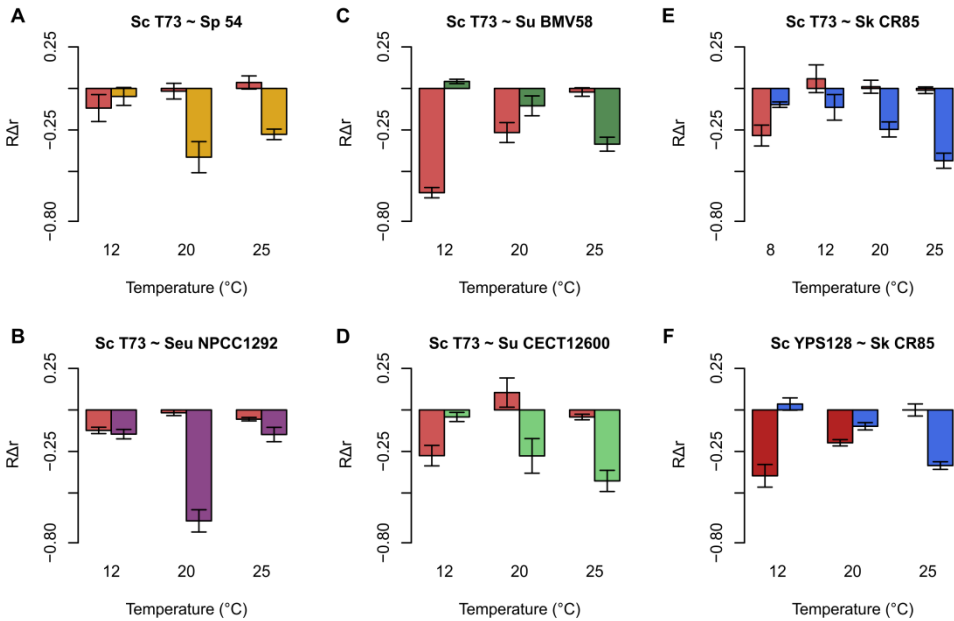 A
Sc T73 ~ Sp 54
0.25
−0.25
−0.80
RΔr
12 20 25
Temperature (°C)
C
Sc T73 ~ Su BMV58
0.25
−0.25
−0.80
RΔr
12 20 25
Temperature (°C)
E
Sc T73 ~ Sk CR85
0.25
−0.25
−0.80
RΔr
8 12 20 25
Temperature (°C)
B
Sc T73 ~ Seu NPCC1292
0.25
−0.25
−0.80
RΔr
12 20 25
Temperature (°C)
D
Sc T73 ~ Su CECT12600
0.25
−0.25
−0.80
RΔr
12 20 25
Temperature (°C)
F
Sc YPS128 ~ Sk CR85
0.25
−0.25
−0.80
RΔr
12 20 25
Temperature (°C)